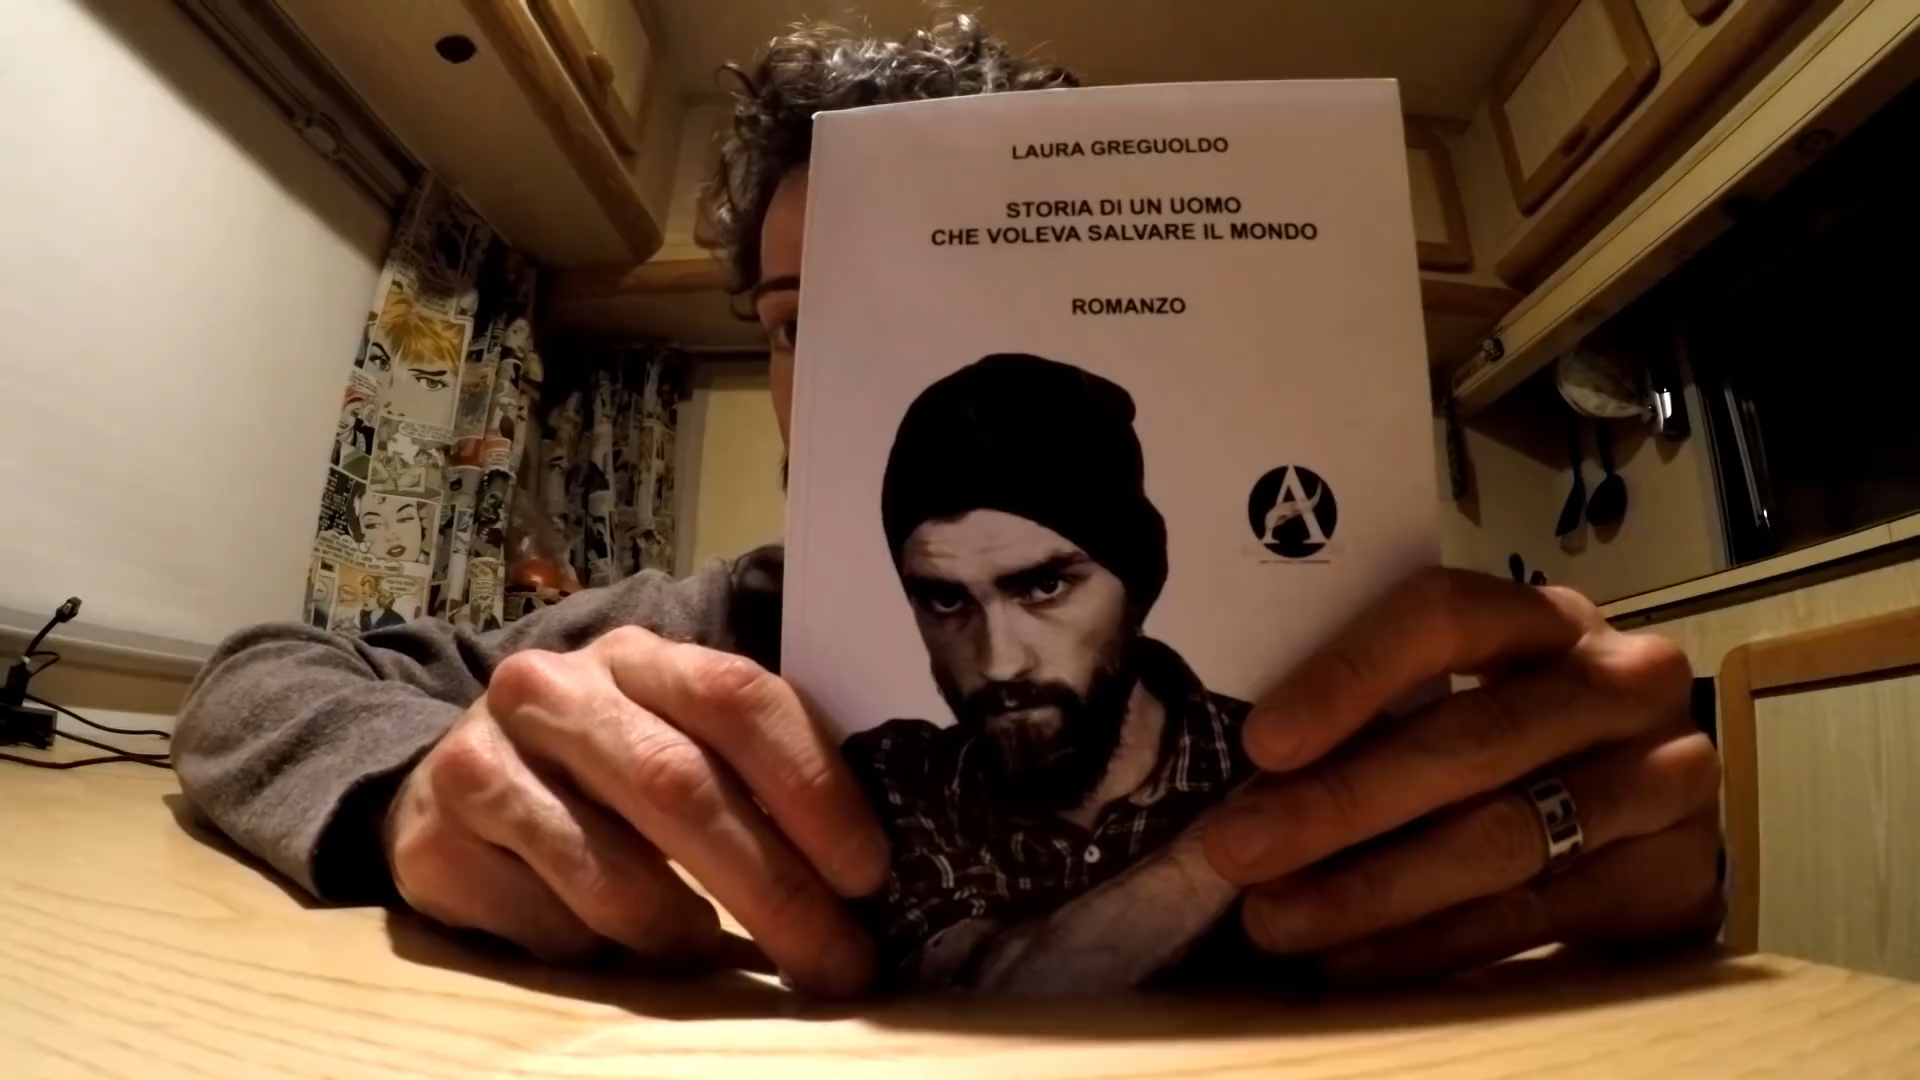 LAURA GREGUOLDO
STORIA DI UN UOMO
CHE VOLEVA SALVARE IL MONDO
ROMANZO
A